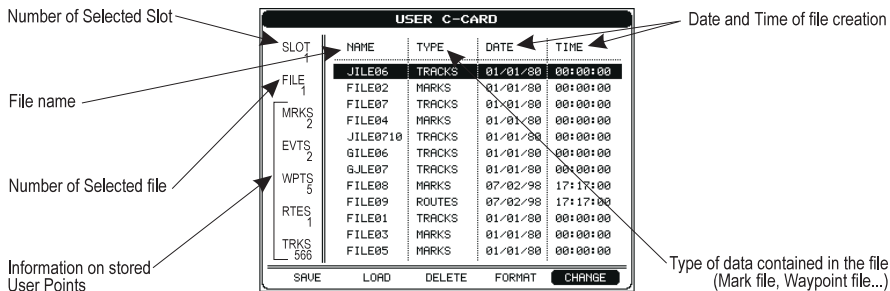 USER C-CARD
Number of Selected Slot
Date and Time of file creation
SLOT
1
NAME TYPE DATE TIME
JILE06 TRACKS 01/01/80 00:00:00
FILE
1
FILE02 MARKS 01/01/80 00:00:00
File name
FILE07 TRACKS 01/01/80 00:00:00
MRKS
2
FILE04 MARKS 01/01/80 00:00:00
JILE0710 TRACKS 01/01/80 00:00:00
EVTS
2
GILE06 TRACKS 01/01/80 00:00:00
GJLE07 TRACKS 01/01/80 00:00:00
WPTS
5
Number of Selected file
FILE08 MARKS 07/02/98 17:17:00
FILE09 ROUTES 07/02/98 17:17:00
RTES
1
FILE01 TRACKS 01/01/80 00:00:00
FILE03 MARKS 01/01/80 00:00:00
TRKS
566
FILE05 MARKS 01/01/80 00:00:00
Information on stored
User Points
Type of data contained in the file
(Mark file, Waypoint file...)
SAVE LOAD DELETE FORMAT CHANGE